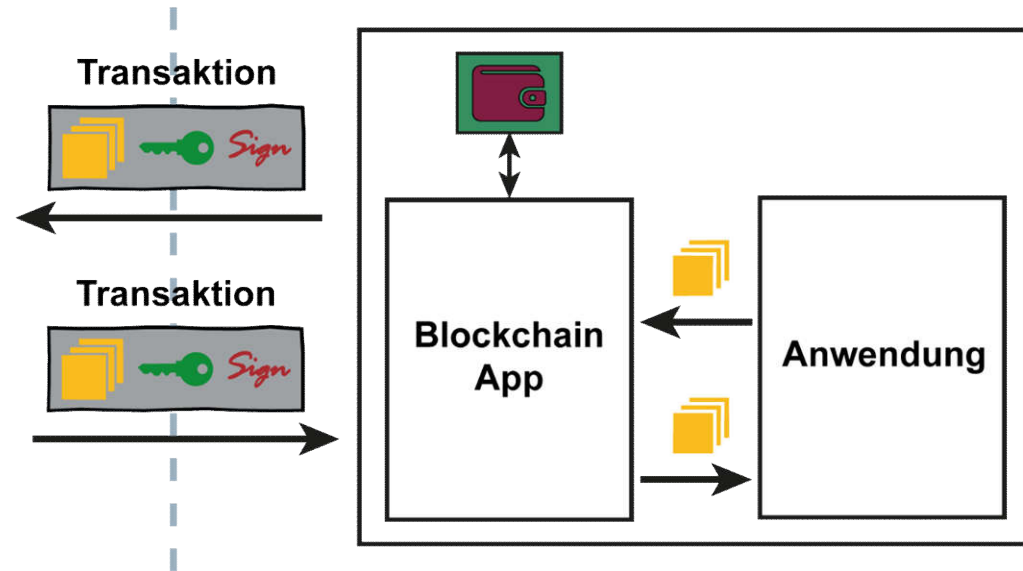 Transaktion
Sign
Transaktion
Sign
Blockchain
App
Anwendung